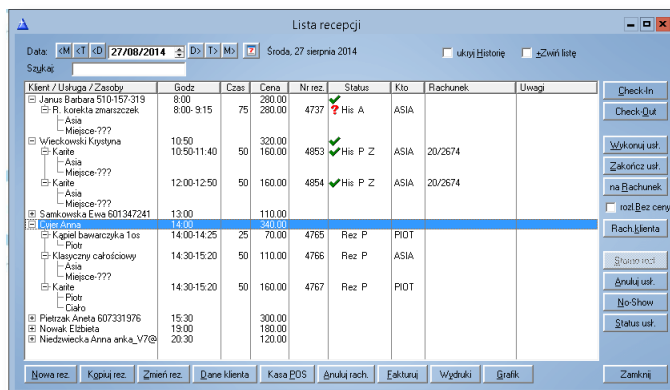 Lista recepcji
Data: <M <T <D 27/08/2014 D> T> M> Środa, 27 sierpnia 2014 ukryj Historię +Zwiń listę
Szukaj:
Klient / Usługa / Zasoby Godz Czas Cena Nr rez. Status Kto Rachunek Uwagi
Janus Barbara 510-157-319 8:00 280.00
R. korekta zmarszczek 8:00- 9:15 75 280.00 4737 ? His A ASIA
Asia
Miejsce-???
Wieckowski Krystyna 10:50 320.00
Karite 10:50-11:40 50 160.00 4853 His P Z ASIA 20/2674
Asia
Miejsce-???
Karite 12:00-12:50 50 160.00 4854 His P Z ASIA 20/2674
Asia
Miejsce-???
Samkowska Ewa 601347241 13:00 110.00
Cyjer Anna 14:00 340.00
Kąpiel bawarczyka 1os 14:00-14:25 25 70.00 4765 Rez P PIOT
Piotr
Klasyczny całościowy 14:30-15:20 50 110.00 4766 Rez P ASIA
Asia
Miejsce-???
Karite 14:30-15:20 50 160.00 4767 Rez P PIOT
Piotr
Ciało
Pietrzak Aneta 607331976 15:30 300.00
Nowak Elżbieta 19:00 180.00
Niedzwiecka Anna anka_V7@ 20:30 120.00
Check-In
Check-Out
Wykonuj usł.
Zakończ usł.
na Rachunek
rozl.Bez ceny
Rach.klienta
Anuluj usł.
No-Show
Status usł.
Nowa rez. Kopiuj rez. Zmień rez. Dane klienta Kasa POS Anuluj rach. Fakturuj Wydruki Grafik Zamknij